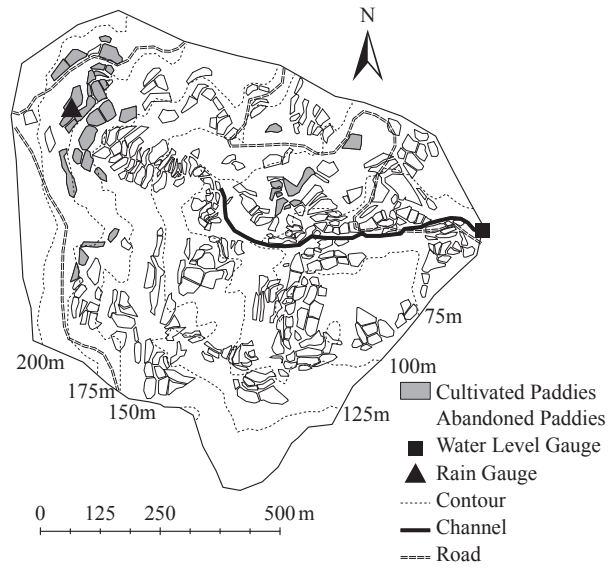 N
75m
200m
100m
175m
150m
125m
Cultivated Paddies
Abandoned Paddies
Water Level Gauge
Rain Gauge
Contour
Channel
Road
0 125 250 500 m